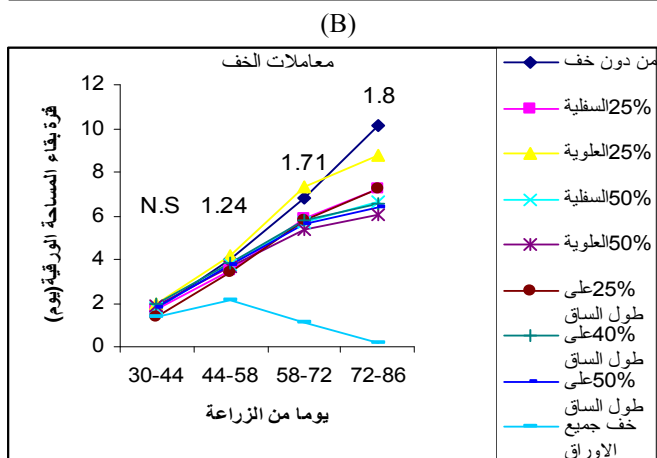 (B)
معاملات الخف
فترة بقاء المساحة الورقية(يوم)
12
10
8
6
4
2
0
N.S
1.24
1.71
1.8
30-44
44-58
58-72
72-86
يوما من الزراعة
من دون خف
25%السفلية
25%العلوية
50%السفلية
50%العلوية
25%على
طول الساق
40%على
طول الساق
50%على
طول الساق
خف جميع
الاوراق